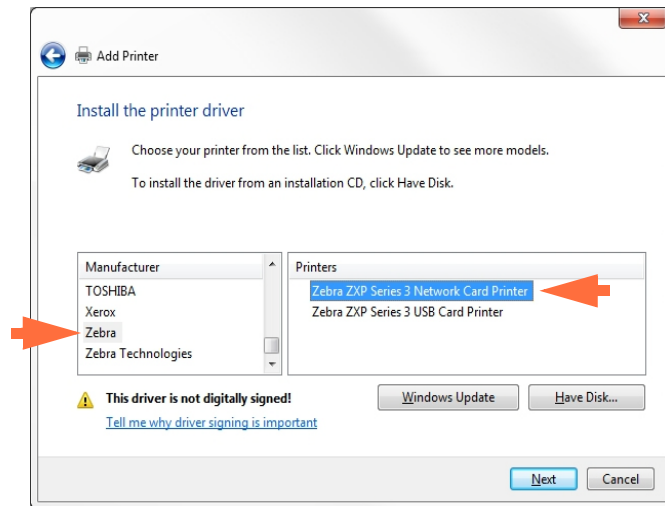 Add Printer
Install the printer driver
Choose your printer from the list. Click Windows Update to see more models.
To install the driver from an installation CD, click Have Disk.
Manufacturer
TOSHIBA
Xerox
Zebra
Zebra Technologies
Printers
Zebra ZXP Series 3 Network Card Printer
Zebra ZXP Series 3 USB Card Printer
This driver is not digitally signed!
Tell me why driver signing is important
Windows Update
Have Disk...
Next
Cancel